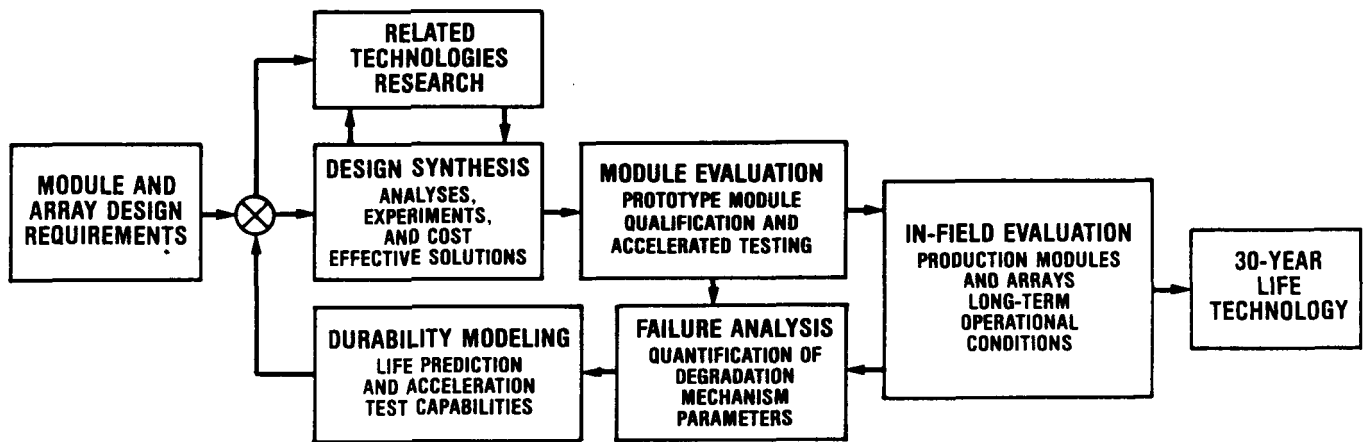 RELATED
TECHNOLOGIES
RESEARCH
MODULE AND
ARRAY DESIGN
REQUIREMENTS
DESIGN SYNTHESIS
ANALYSES,
EXPERIMENTS,
AND COST
EFFECTIVE SOLUTIONS
MODULE EVALUATION
PROTOTYPE MODULE
QUALIFICATION AND
ACCELERATED TESTING
IN-FIELD EVALUATION
PRODUCTION MODULES
AND ARRAYS
LONG-TERM
OPERATIONAL
CONDITIONS
30-YEAR
LIFE
TECHNOLOGY
DURABILITY MODELING
LIFE PREDICTION
AND ACCELERATION
TEST CAPABILITIES
FAILURE ANALYSIS
QUANTIFICATION OF
DEGRADATION
MECHANISM
PARAMETERS